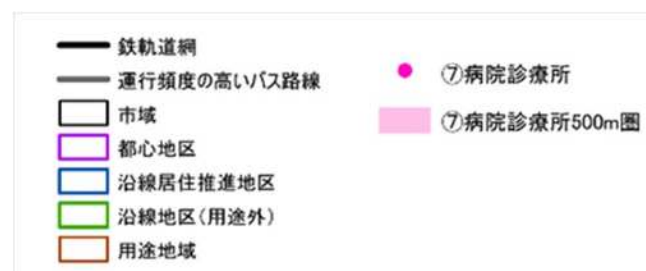 鉄軌道網
運行頻度の高いバス路線
市域
都心地区
沿線居住推進地区
沿線地区(用途外)
用途地域
⑦病院診療所
⑦病院診療所500m圏